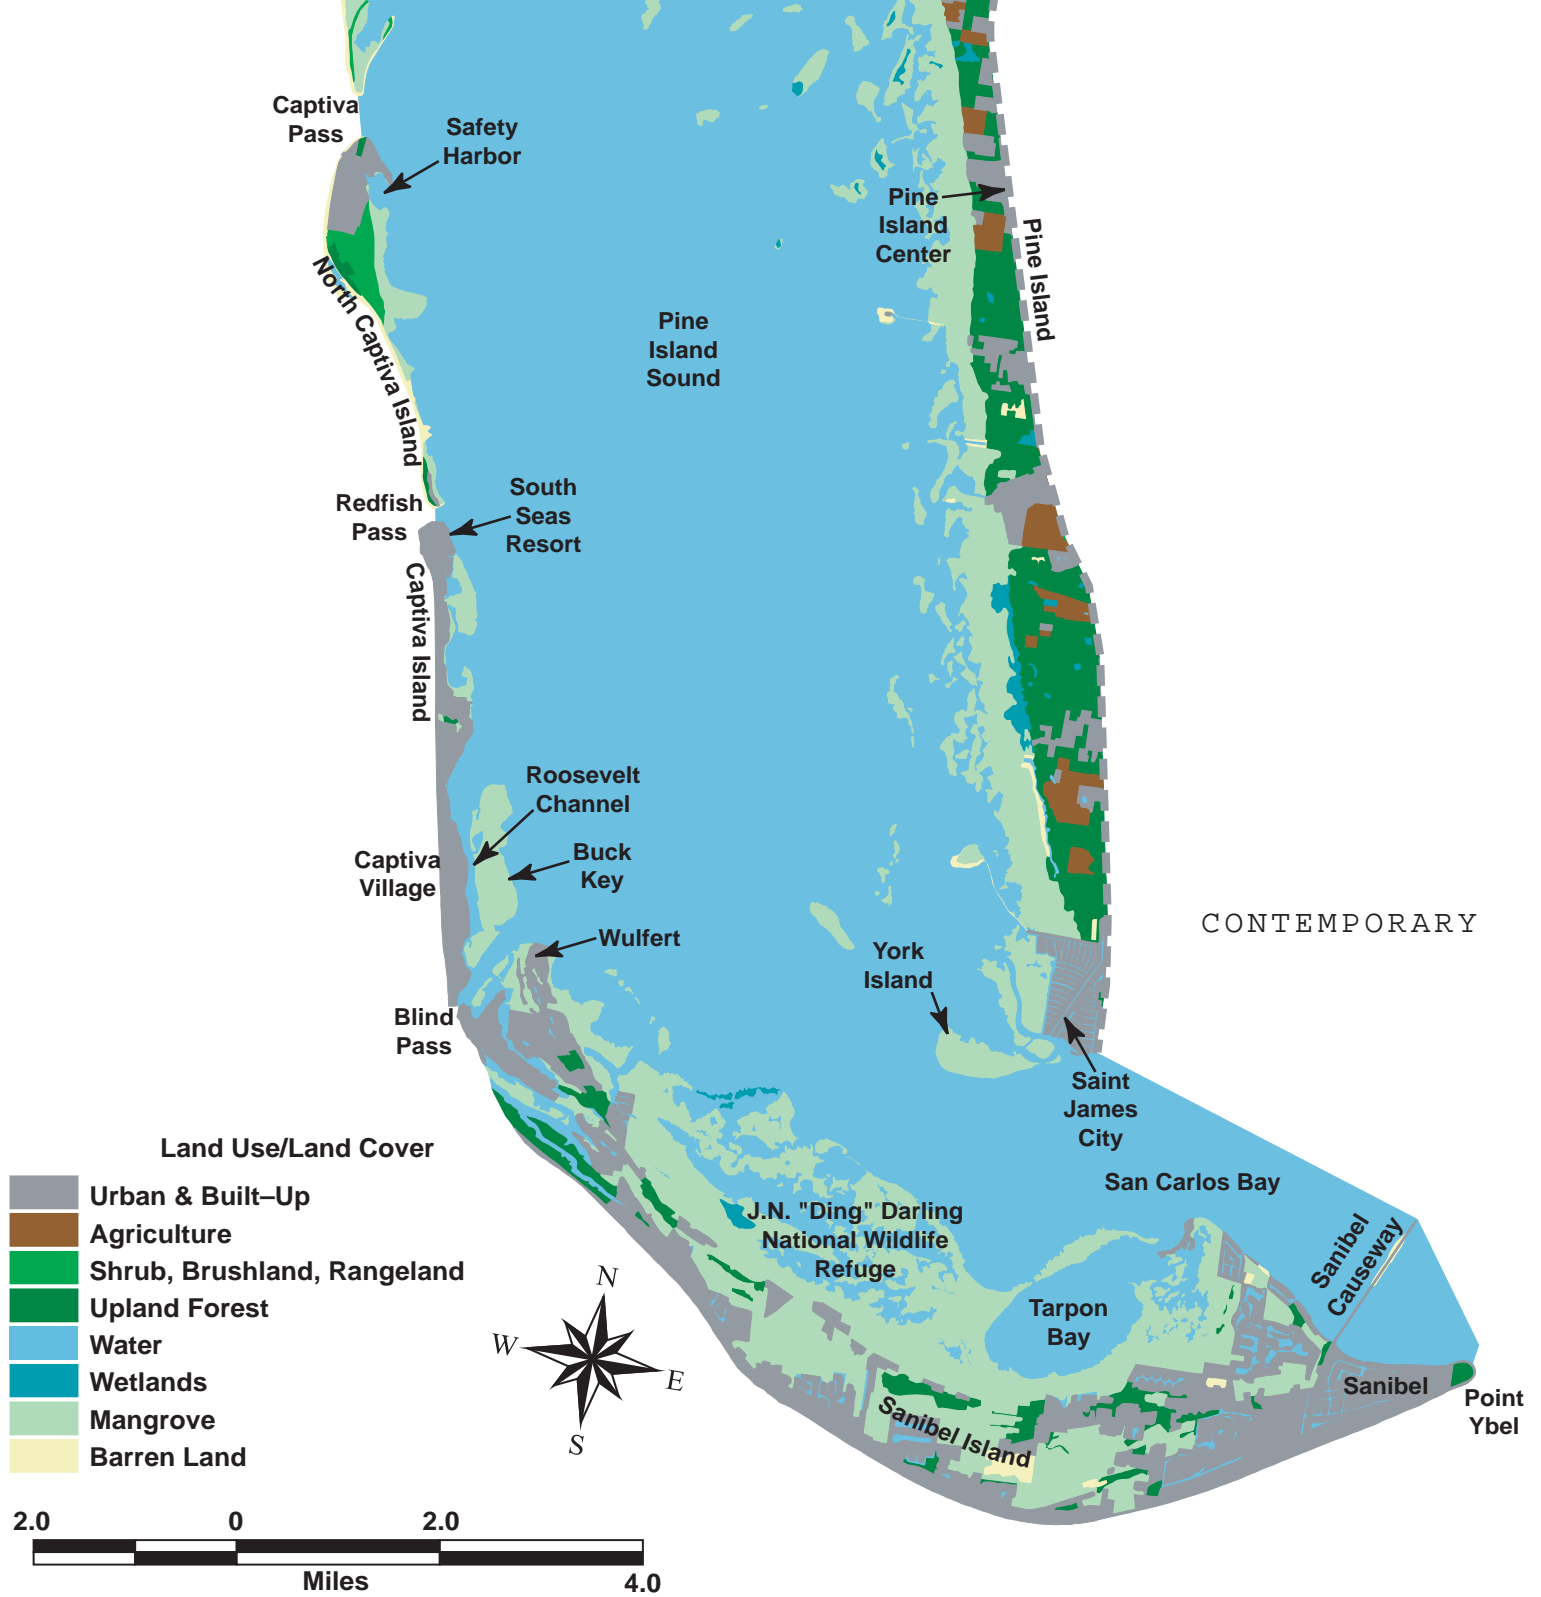 Captiva
Pass
Safety
Harbor
Pine
Island
Center
Pine Island
North Captiva Island
Pine
Island
Sound
Redfish
Pass
South
Seas
Resort
Captiva Island
Roosevelt
Channel
Captiva
Village
Buck
Key
CONTEMPORARY
Wulfert
York
Island
Blind
Pass
Saint
James
City
San Carlos Bay
J.N. "Ding" Darling
National Wildlife
Refuge
Sanibel
Causeway
Tarpon
Bay
Sanibel
Point
Ybel
Sanibel Island
Land Use/Land Cover
Urban & Built–Up
Agriculture
Shrub, Brushland, Rangeland
Upland Forest
Water
Wetlands
Mangrove
Barren Land
N
W
E
S
2.0 0 2.0
Miles 4.0